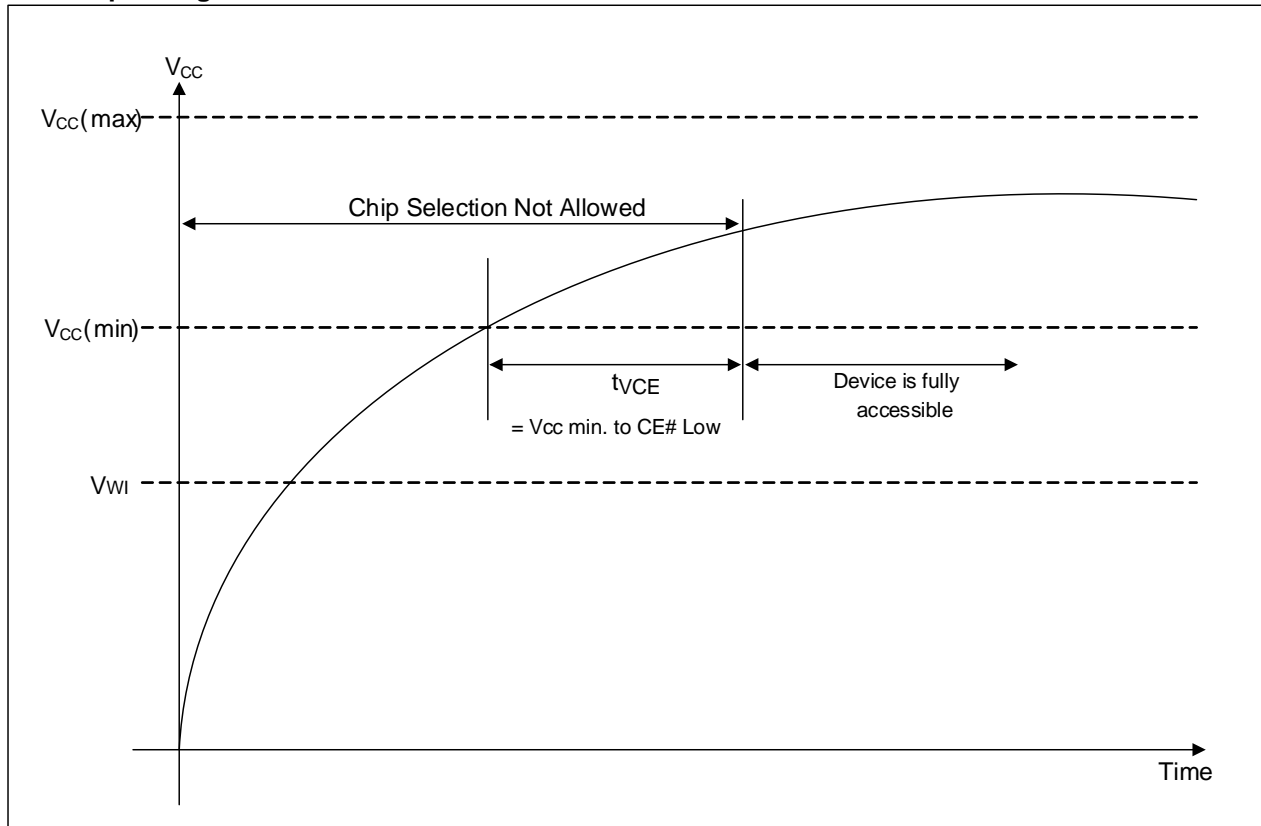 VCC
VCC(max)
Chip Selection Not Allowed
VCC(min)
tVCE
Device is fully
accessible
= Vcc min. to CE# Low
VWI
Time